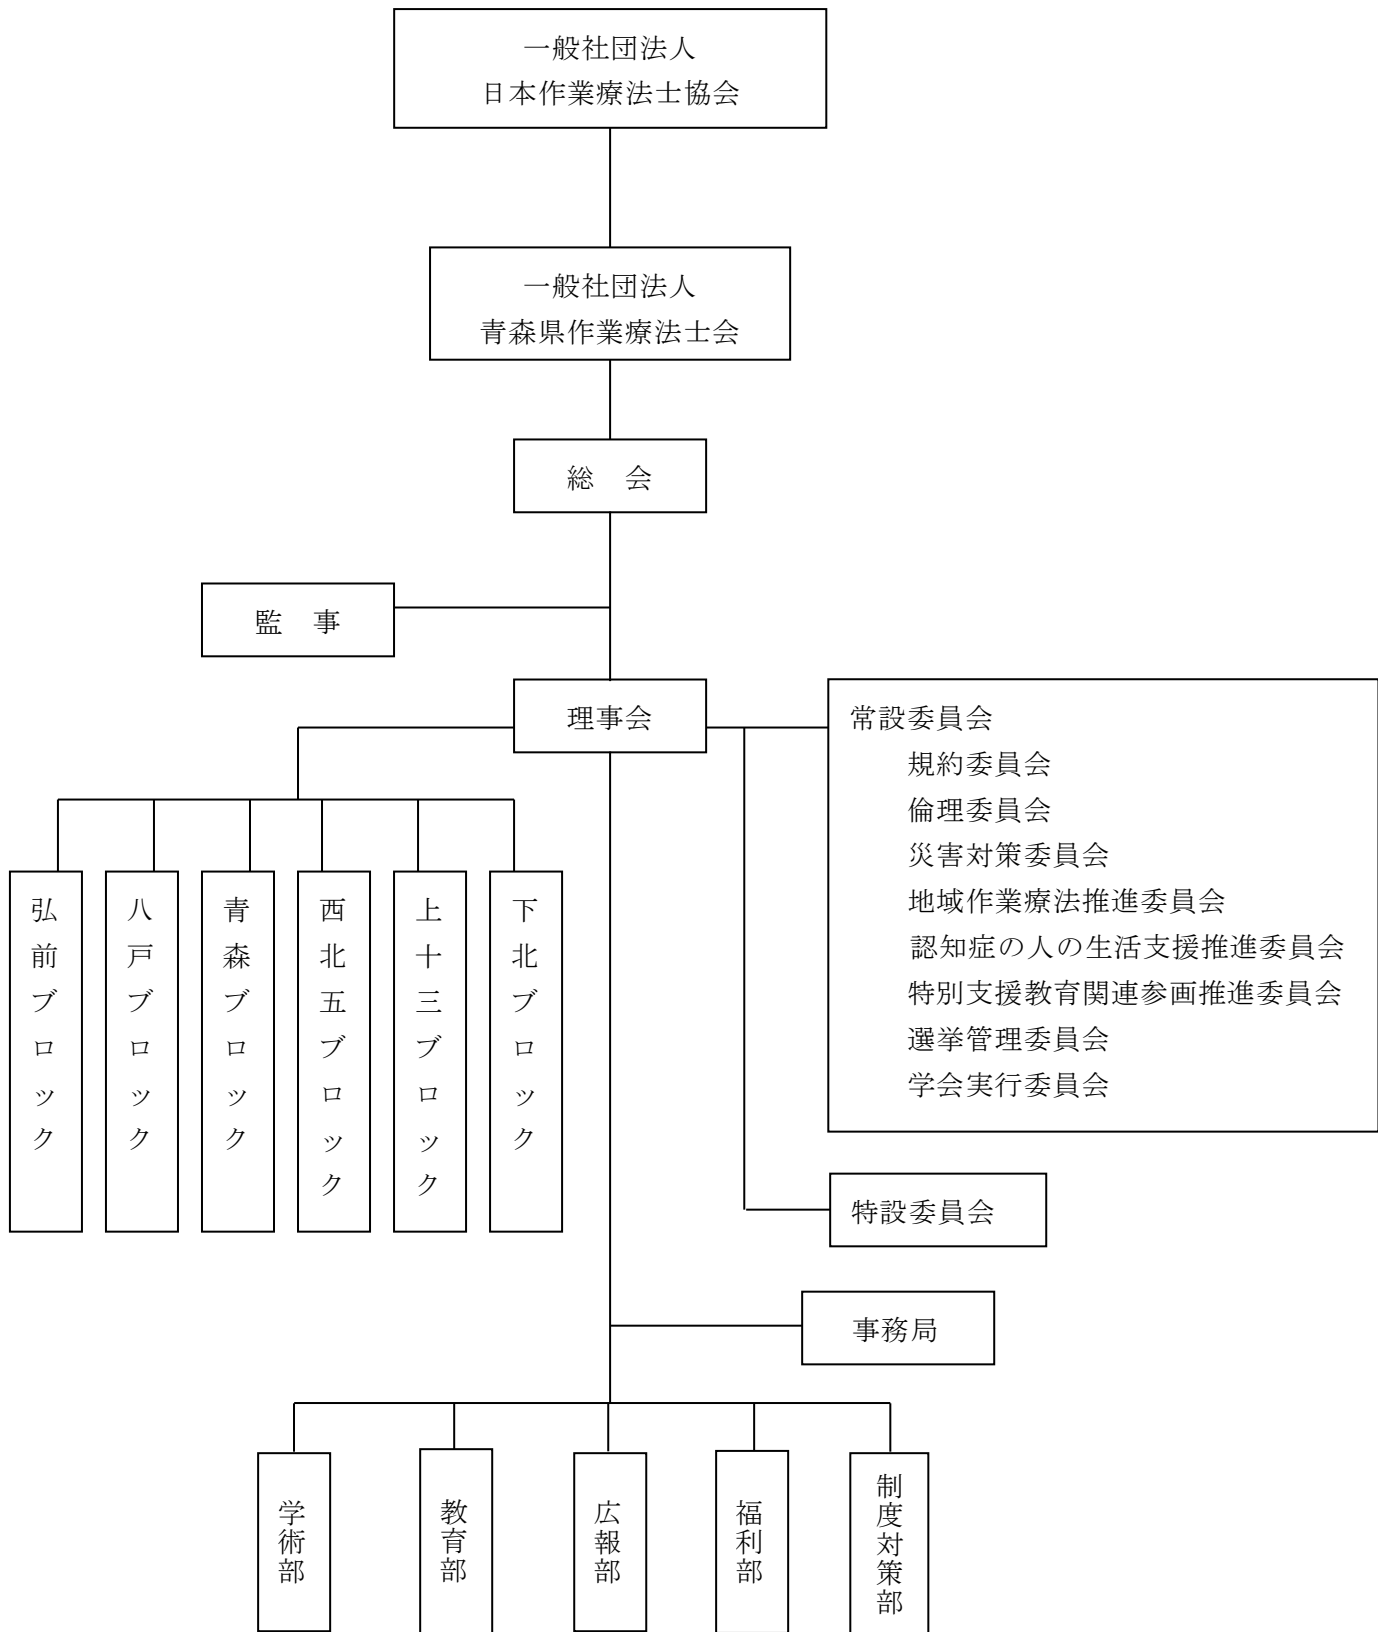 一般社団法人
日本作業療法士協会
一般社団法人
青森県作業療法士会
総　会
監　事
理事会
常設委員会
規約委員会
倫理委員会
災害対策委員会
地域作業療法推進委員会
認知症の人の生活支援推進委員会
特別支援教育関連参画推進委員会
選挙管理委員会
学会実行委員会
弘前ブロック
八戸ブロック
青森ブロック
西北五ブロック
上十三ブロック
下北ブロック
特設委員会
事務局
学術部
教育部
広報部
福利部
制度対策部